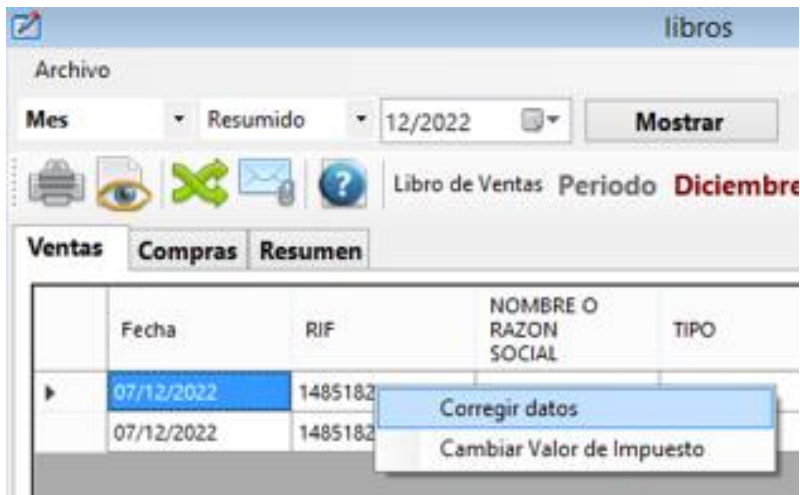 libros
Archivo
Mes Resumido 12/2022 Mostrar
Libro de Ventas Periodo Diciembre
Ventas Compras Resumen
Fecha RIF NOMBRE O RAZON SOCIAL TIPO
07/12/2022 1485182
Corregir datos
07/12/2022 1485182
Cambiar Valor de Impuesto